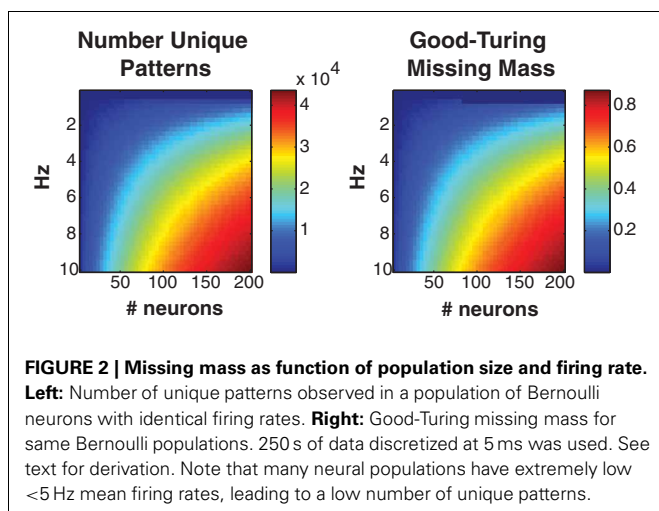 Number Unique
Patterns
Good-Turing
Missing Mass
x 10^4
Hz
2
4
6
8
10
50 100 150 200
# neurons
4
3
2
1
Hz
2
4
6
8
10
50 100 150 200
# neurons
0.8
0.6
0.4
0.2
FIGURE 2 | Missing mass as function of population size and firing rate.
Left: Number of unique patterns observed in a population of Bernoulli
neurons with identical firing rates. Right: Good-Turing missing mass for
same Bernoulli populations. 250 s of data discretized at 5 ms was used. See
text for derivation. Note that many neural populations have extremely low
<5 Hz mean firing rates, leading to a low number of unique patterns.